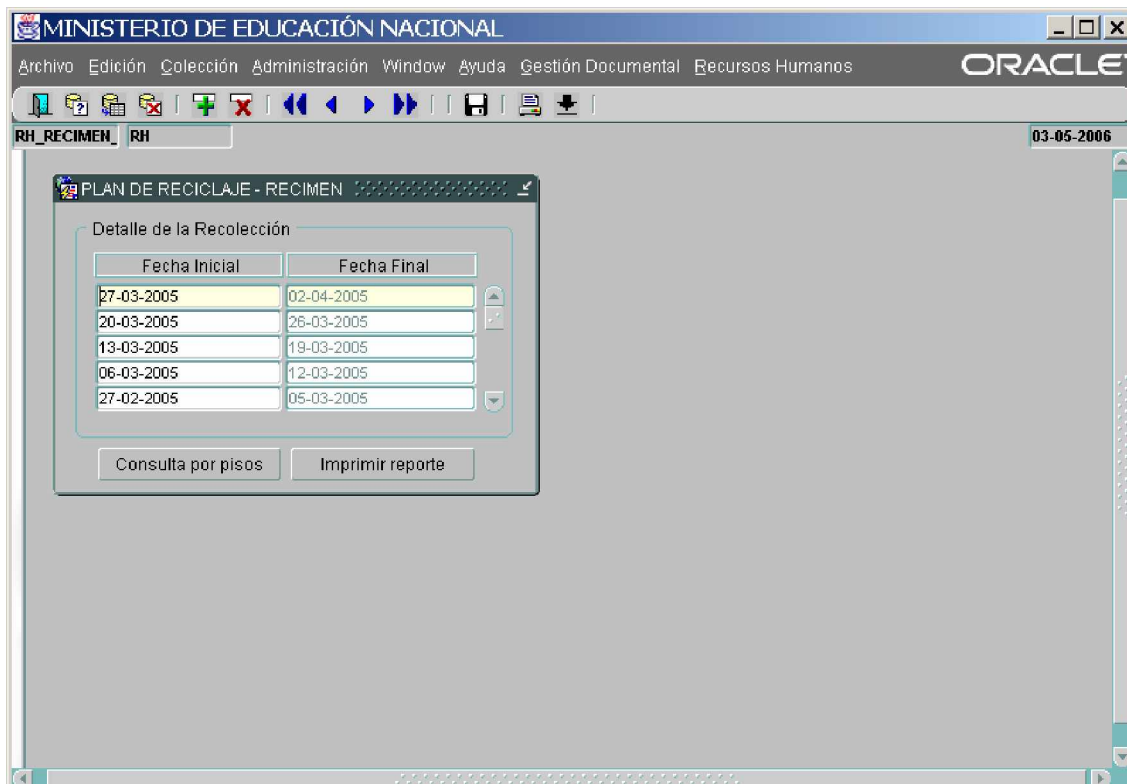 MINISTERIO DE EDUCACIÓN NACIONAL
Archivo Edición Colección Administración Window Ayuda Gestión Documental Recursos Humanos ORACLE
RH_RECIMEN_ RH 03-05-2006
PLAN DE RECICLAJE - RECIMEN
Detalle de la Recolección
Fecha Inicial Fecha Final
27-03-2005 02-04-2005
20-03-2005 26-03-2005
13-03-2005 19-03-2005
06-03-2005 12-03-2005
27-02-2005 05-03-2005
Consulta por pisos Imprimir reporte